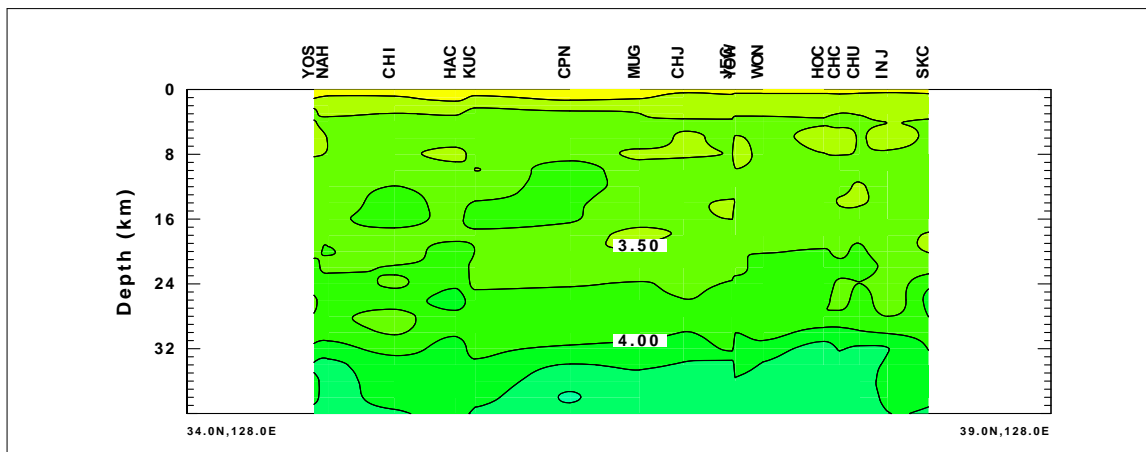 YOS NAH CHI HAC KUC CPN MUG CHJ YOW WON HOC CHC CHU INJ SKC
0
8
16
24
32
Depth (km)
3.50
4.00
34.0N,128.0E
39.0N,128.0E